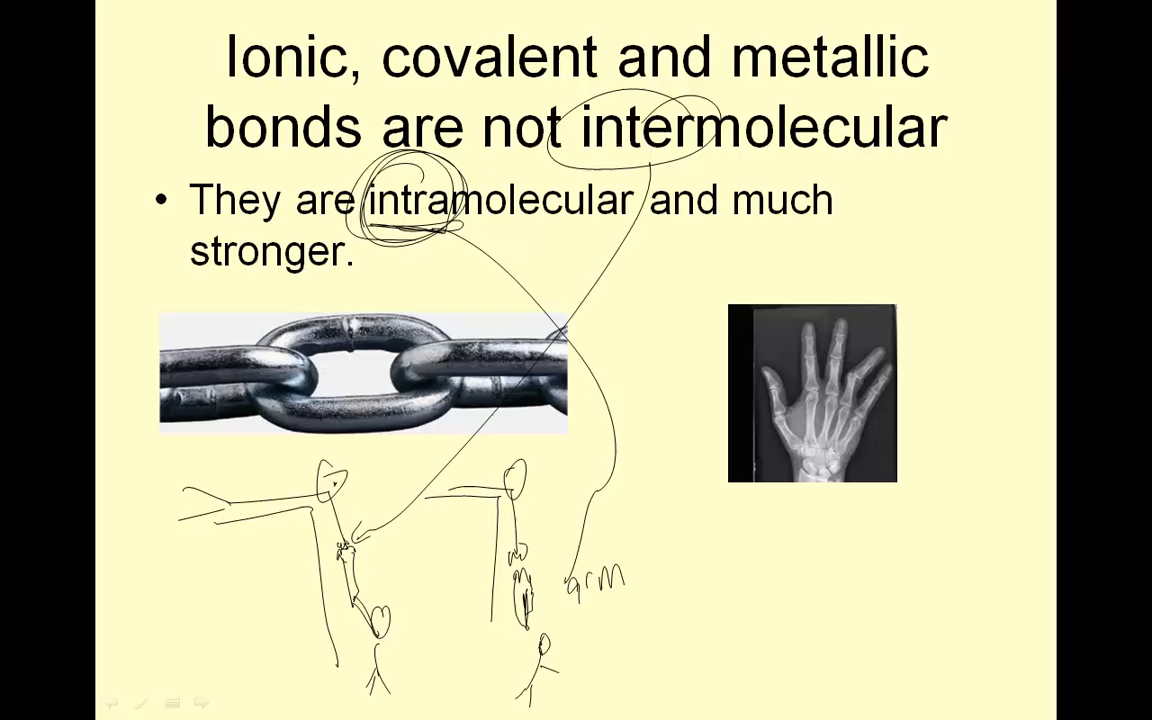 Ionic, covalent and metallic
bonds are not intermolecular
• They are intramolecular and much
stronger.
arm